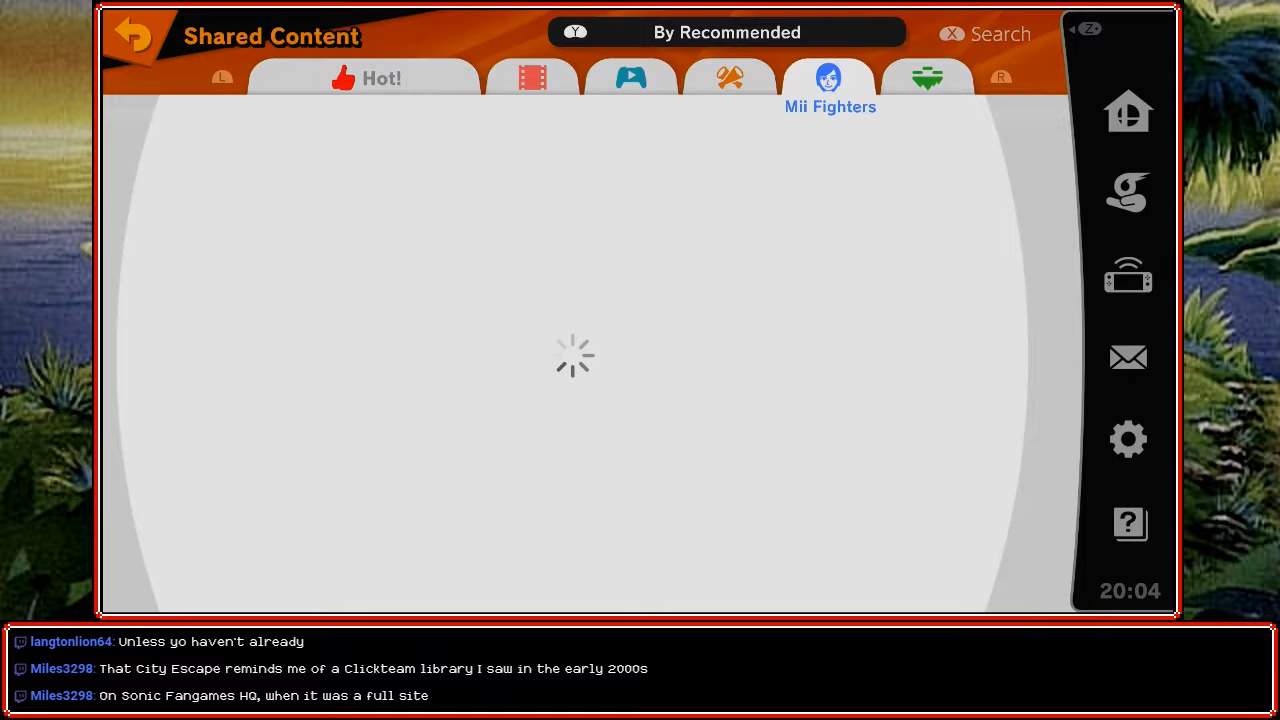 Shared Content
Y By Recommended
X Search
L Hot! R
Mii Fighters
ZR
20:04
langtonlion64: Unless yo haven't already
Miles3298: That City Escape reminds me of a Clickteam library I saw in the early 2000s
Miles3298: On Sonic Fangames HQ, when it was a full site